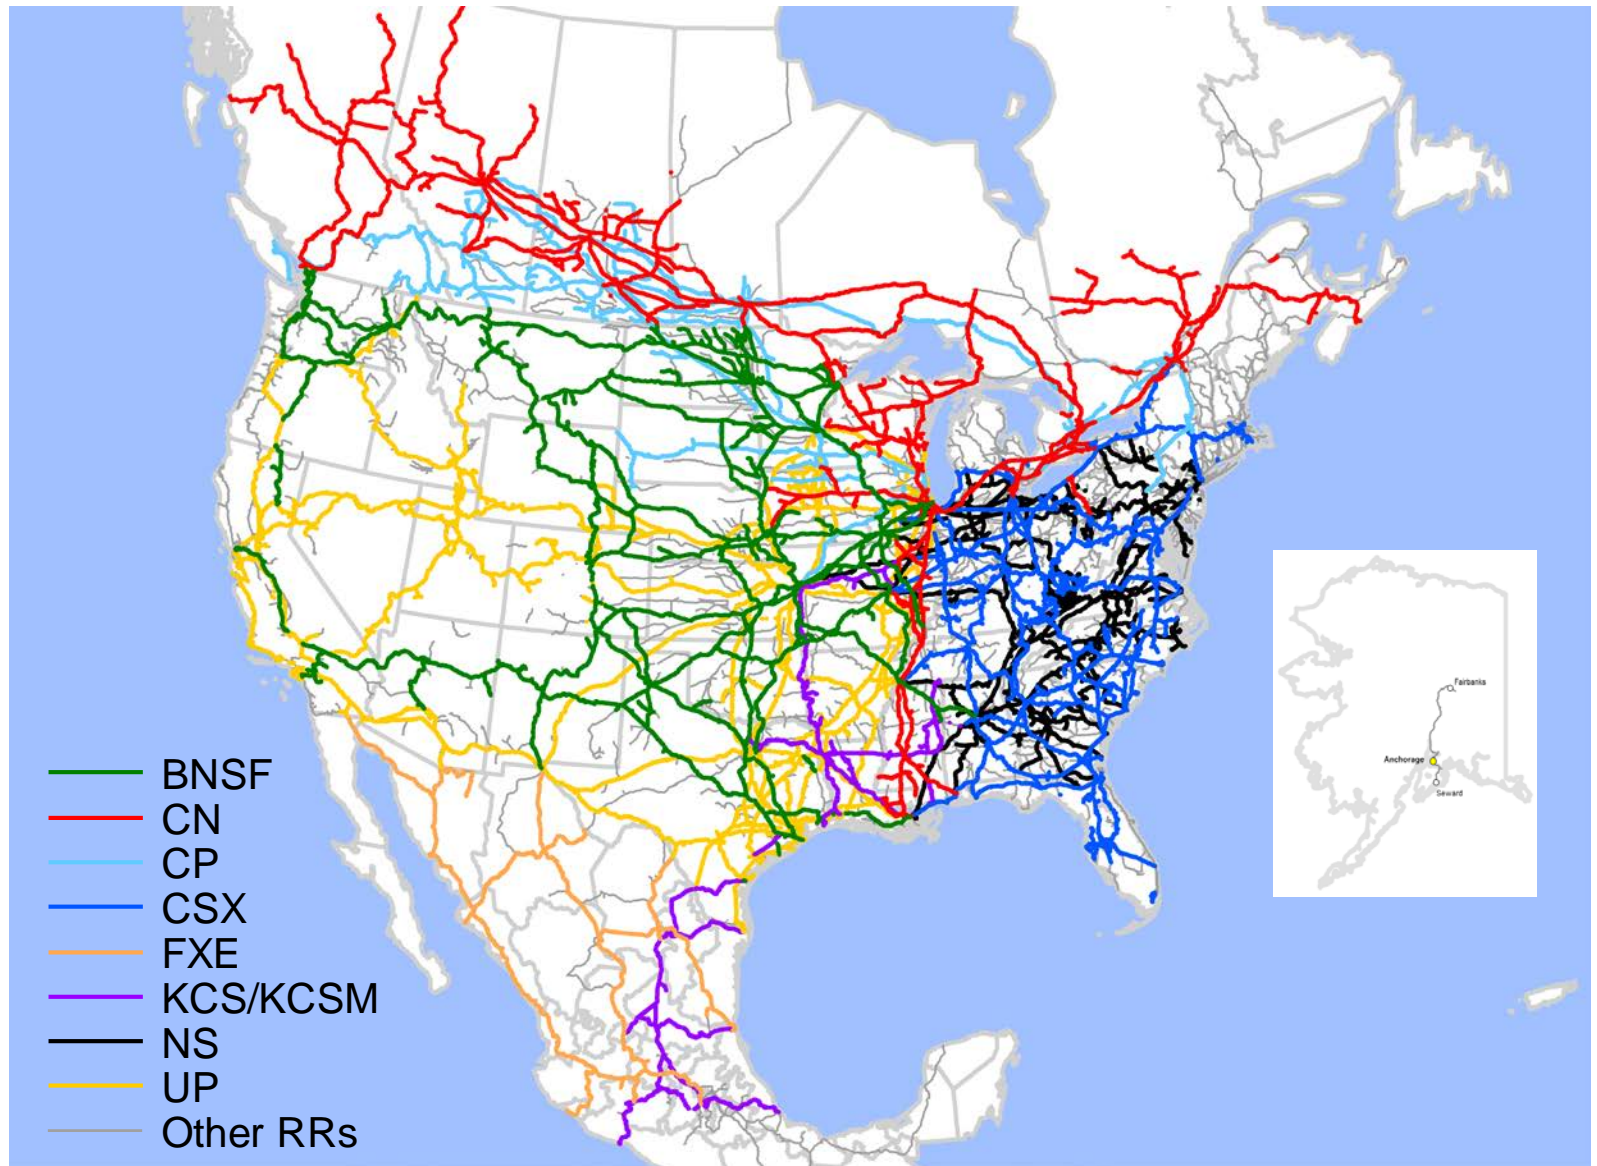 BNSF
CN
CP
CSX
FXE
KCS/KCSM
NS
UP
Other RRs
Fairbanks
Anchorage
Seward